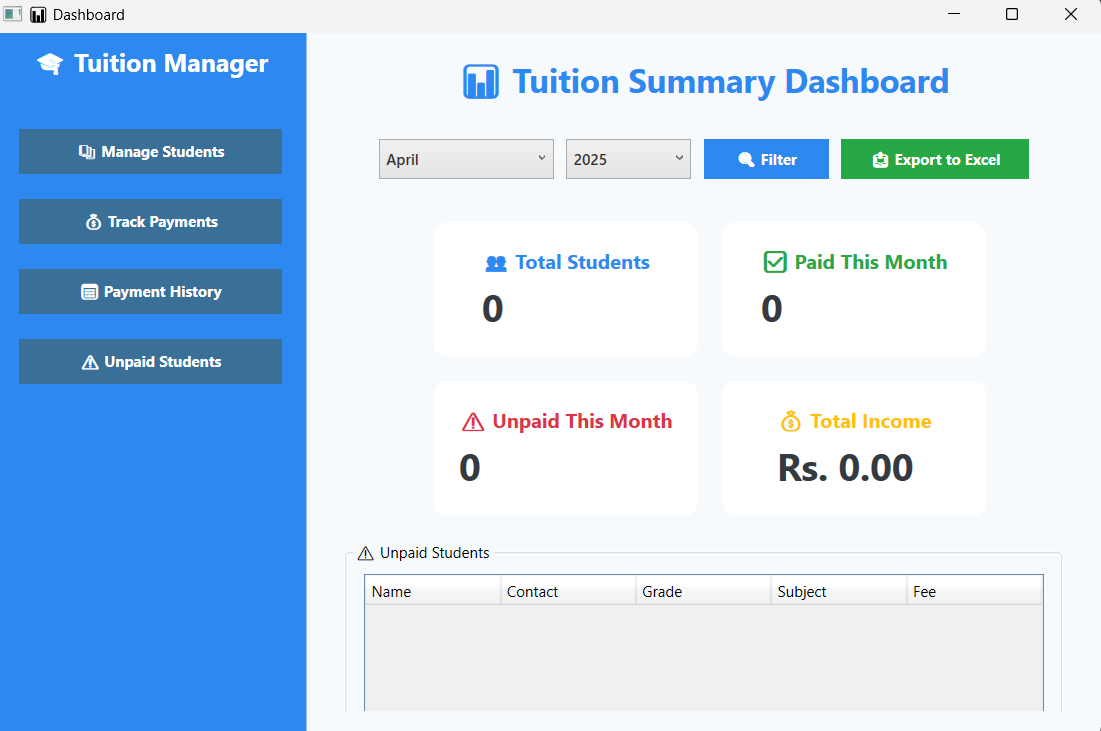 Dashboard
Tuition Manager
Manage Students
Track Payments
Payment History
Unpaid Students
Tuition Summary Dashboard
April 2025 Filter Export to Excel
Total Students
0
Paid This Month
0
Unpaid This Month
0
Total Income
Rs. 0.00
Unpaid Students
Name Contact Grade Subject Fee